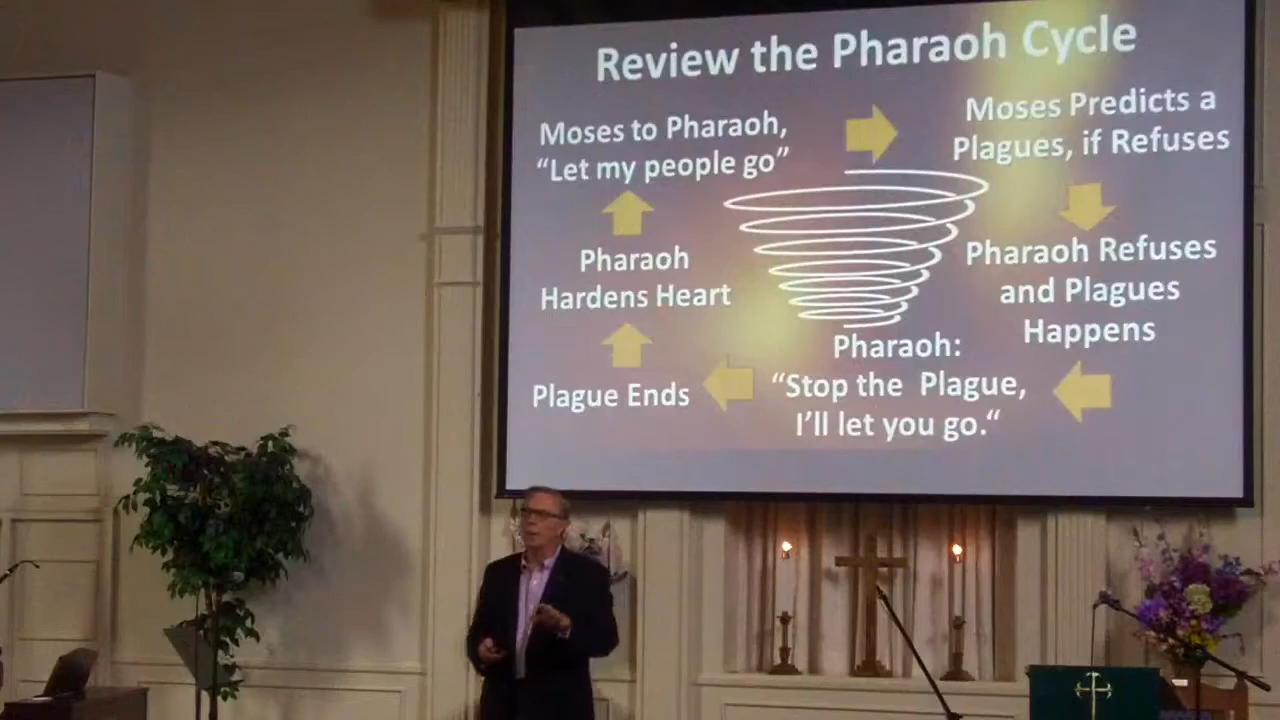 Review the Pharaoh Cycle
Moses to Pharaoh,
“Let my people go”
Moses Predicts a
Plagues, if Refuses
Pharaoh Refuses
and Plagues
Happens
Pharaoh:
“Stop the Plague,
I’ll let you go.“
Plague Ends
Pharaoh
Hardens Heart